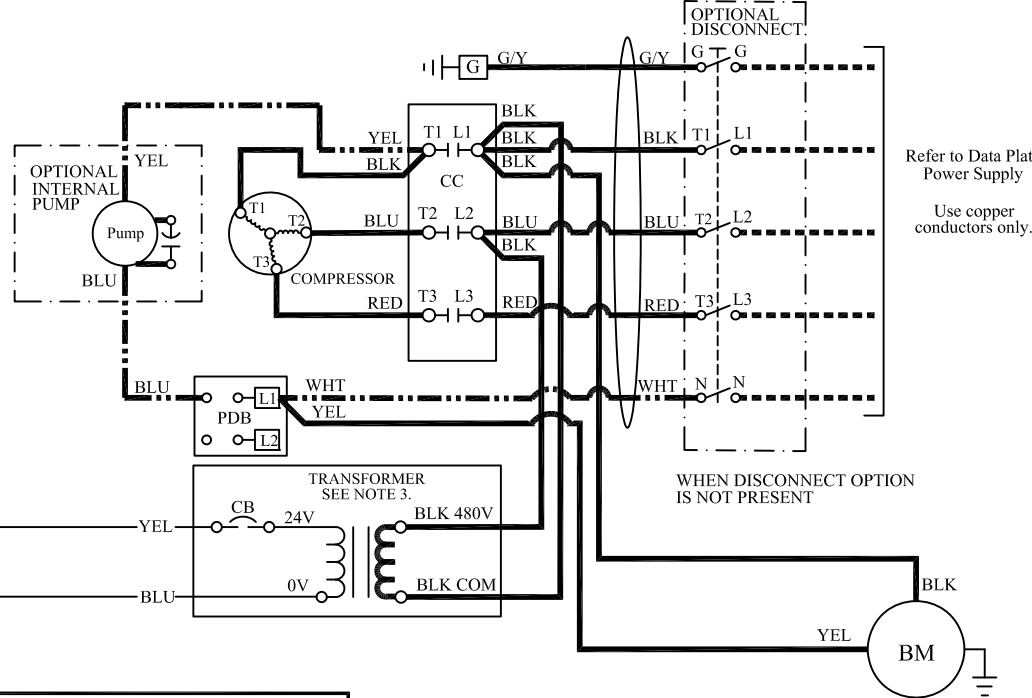 OPTIONAL
DISCONNECT
G
G/Y
G/Y
G
G
BLK
YEL
T1
L1
BLK
BLK
T1
L1
BLK
BLK
CC
YEL
OPTIONAL
INTERNAL
PUMP
Pump
BLU
T1
T2
T3
COMPRESSOR
BLU
T2
L2
BLU
BLU
T2
L2
BLK
RED
T3
L3
RED
RED
T3
L3
Refer to Data Plat
Power Supply
Use copper
conductors only.
BLU
L1
PDB
L2
WHT
YEL
WHT
N
N
WHEN DISCONNECT OPTION
IS NOT PRESENT
TRANSFORMER
SEE NOTE 3.
YEL
CB
24V
BLK 480V
BLU
0V
BLK COM
BLK
YEL
BM